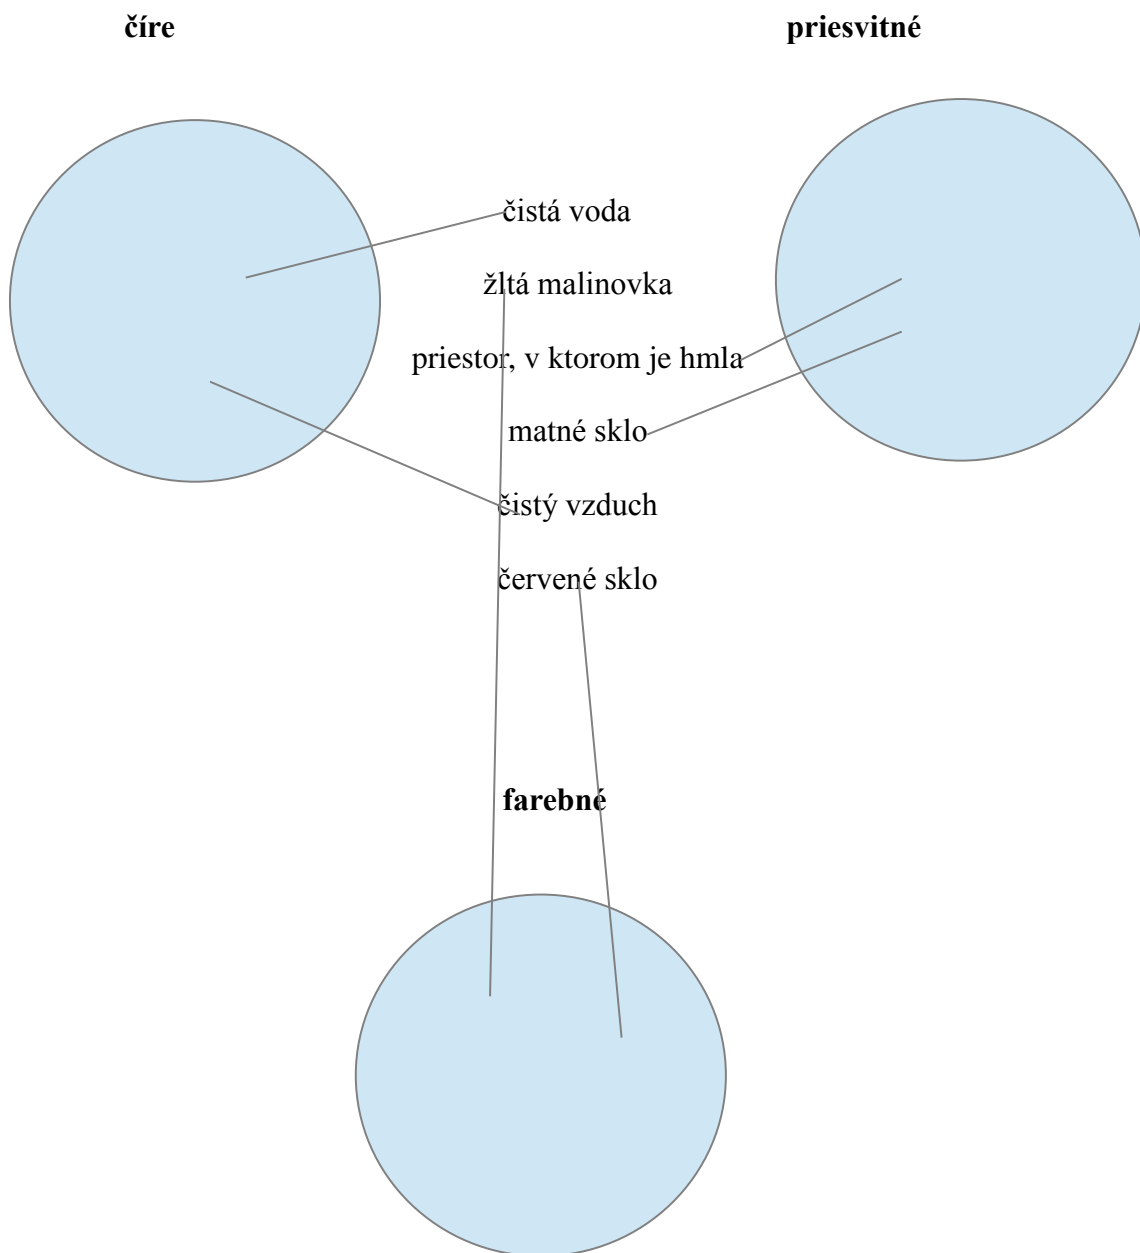 číre
priesvitné
čistá voda
žltá malinovka
priestor, v ktorom je hmla
matné sklo
čistý vzduch
červené sklo
farebné